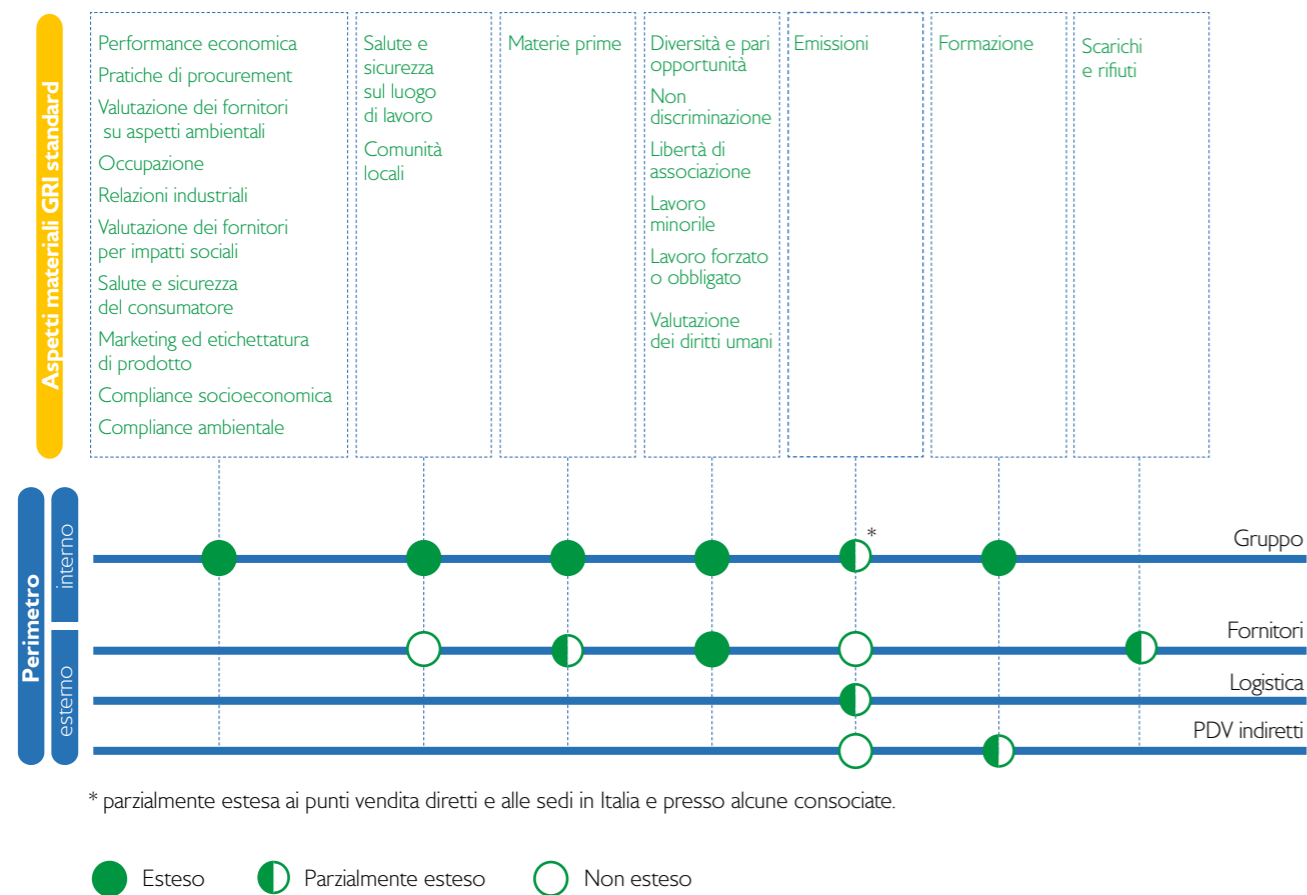 Aspetti materiali GRI standard
Performance economica
Pratiche di procurement
Valutazione dei fornitori
su aspetti ambientali
Occupazione
Relazioni industriali
Valutazione dei fornitori
per impatti sociali
Salute e sicurezza
del consumatore
Marketing ed etichettatura
di prodotto
Compliance socioeconomica
Compliance ambientale
Salute e
sicurezza
sul luogo
di lavoro
Comunità
locali
Materie prime
Diversità e pari
opportunità
Non
discriminazione
Libertà di
associazione
Lavoro
minorile
Lavoro forzato
o obbligato
Valutazione
dei diritti umani
Emissioni
Formazione
Scarichi
e rifiuti
Perimetro
interno
esterno
*
Gruppo
Fornitori
Logistica
PDV indiretti
* parzialmente estesa ai punti vendita diretti e alle sedi in Italia e presso alcune consociate.
Esteso
Parzialmente esteso
Non esteso